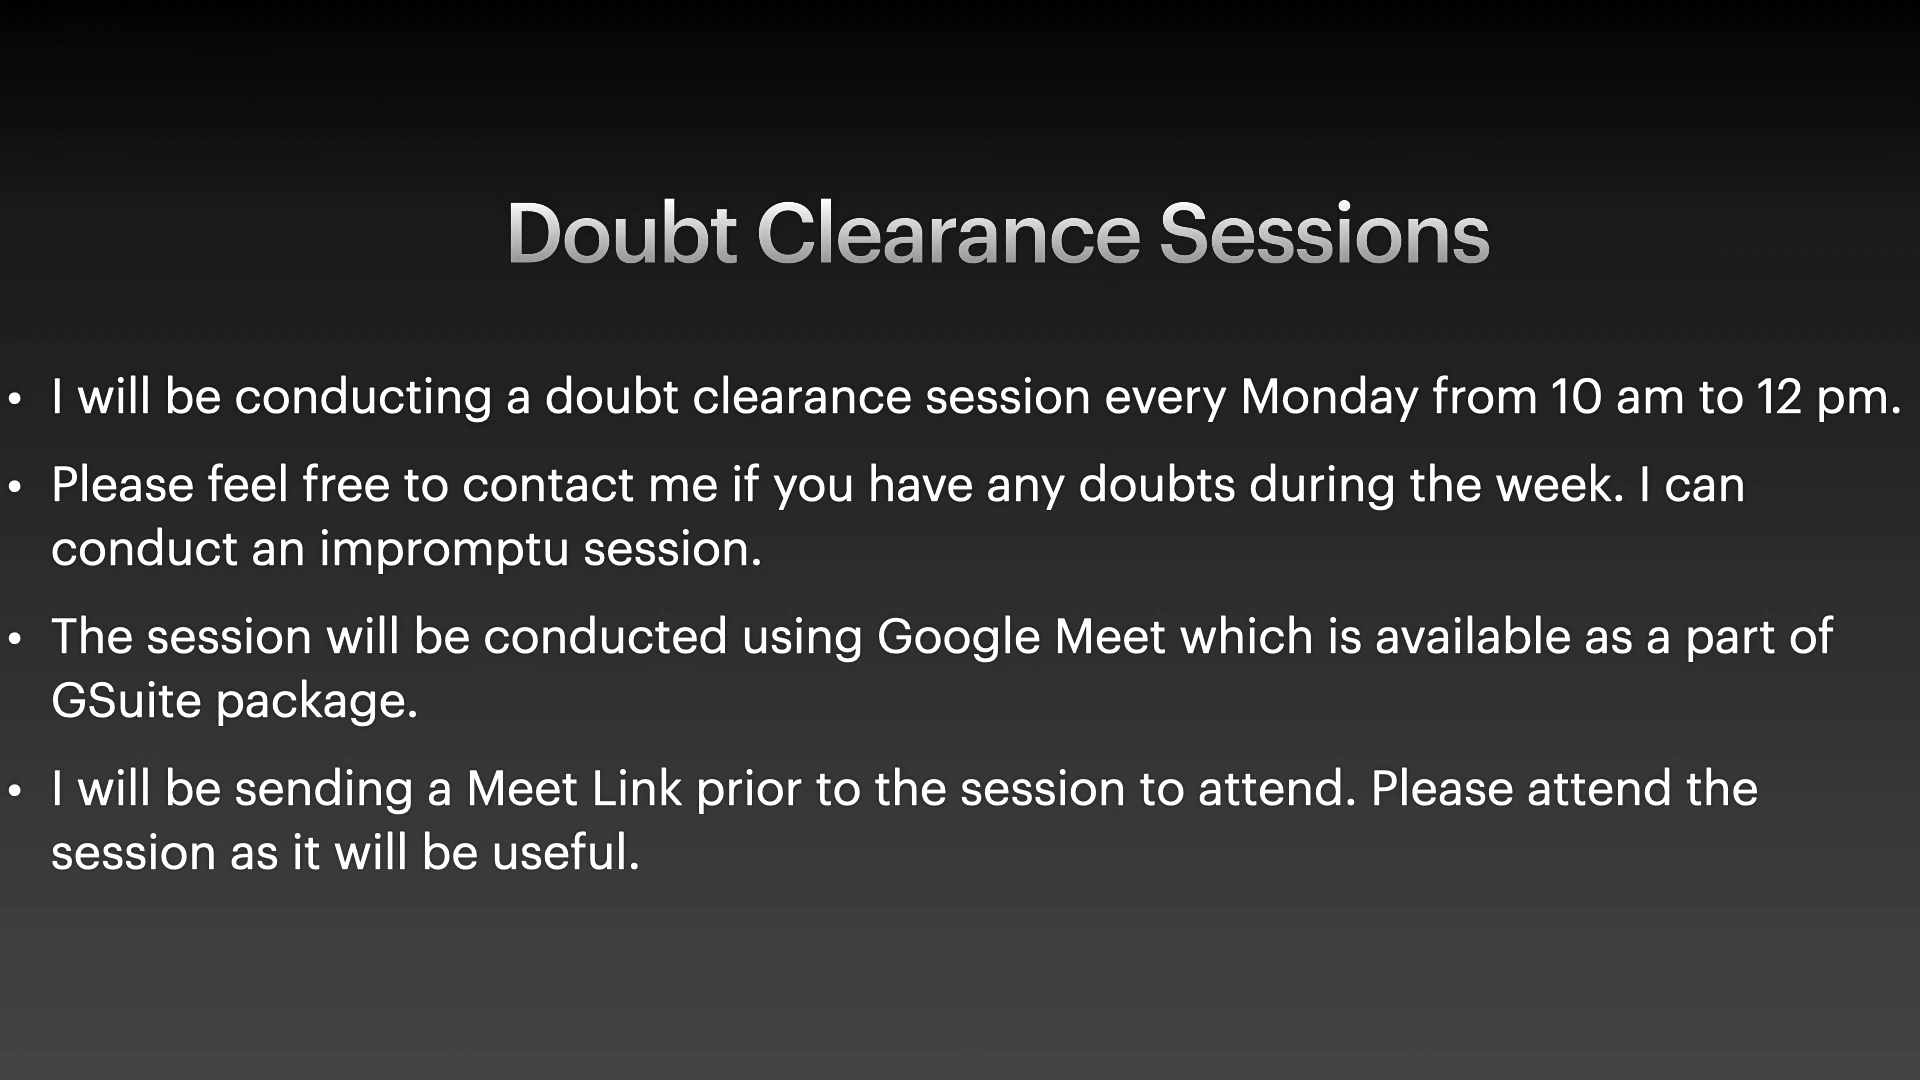 Doubt Clearance Sessions
• I will be conducting a doubt clearance session every Monday from 10 am to 12 pm.
• Please feel free to contact me if you have any doubts during the week. I can
conduct an impromptu session.
• The session will be conducted using Google Meet which is available as a part of
GSuite package.
• I will be sending a Meet Link prior to the session to attend. Please attend the
session as it will be useful.